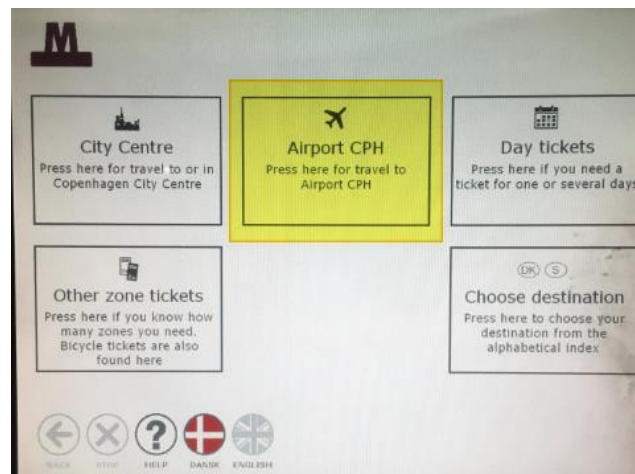 M
City Centre
Press here for travel to or in
Copenhagen City Centre
Airport CPH
Press here for travel to
Airport CPH
Day tickets
Press here if you need a
ticket for one or several days
Other zone tickets
Press here if you know how
many zones you need.
Bicycle tickets are also
found here
DK S
Choose destination
Press here to choose your
destination from the
alphabetical index
BACK STOP HELP DANSK ENGLISH